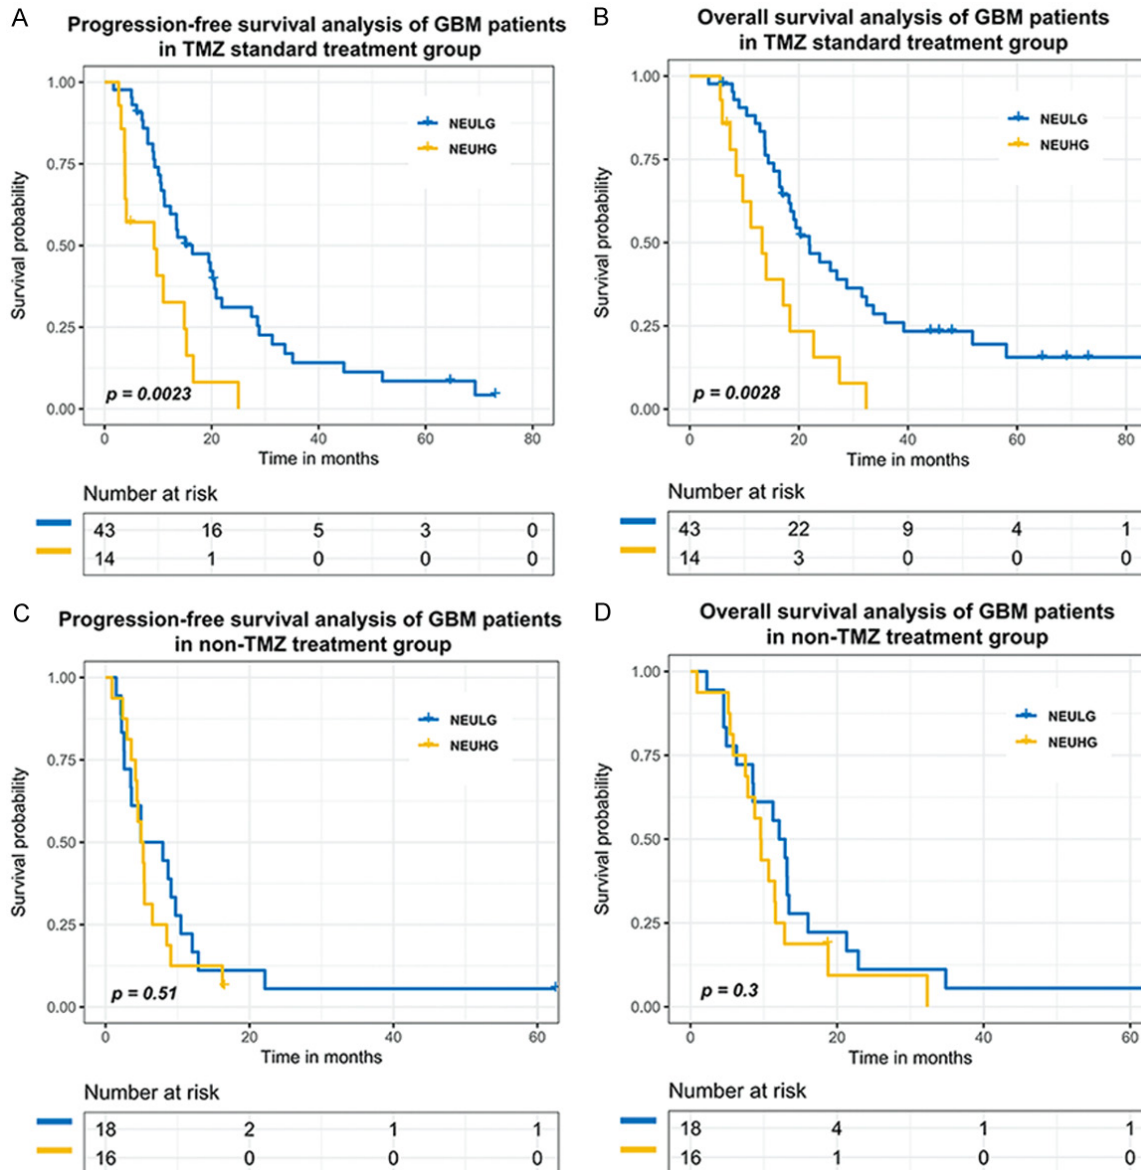 A
Progression-free survival analysis of GBM patients
in TMZ standard treatment group
Survival probability
1.00
0.75
0.50
0.25
0.00
NEULG
NEUHG
p = 0.0023
0 20 40 60 80
Time in months
Number at risk
43 16 5 3 0
14 1 0 0 0
B
Overall survival analysis of GBM patients
in TMZ standard treatment group
Survival probability
1.00
0.75
0.50
0.25
0.00
NEULG
NEUHG
p = 0.0028
0 20 40 60 80
Time in months
Number at risk
43 22 9 4 1
14 3 0 0 0
C
Progression-free survival analysis of GBM patients
in non-TMZ treatment group
Survival probability
1.00
0.75
0.50
0.25
0.00
NEULG
NEUHG
p = 0.51
0 20 40 60
Time in months
Number at risk
18 2 1 1
16 0 0 0
D
Overall survival analysis of GBM patients
in non-TMZ treatment group
Survival probability
1.00
0.75
0.50
0.25
0.00
NEULG
NEUHG
p = 0.3
0 20 40 60
Time in months
Number at risk
18 4 1 1
16 1 0 0